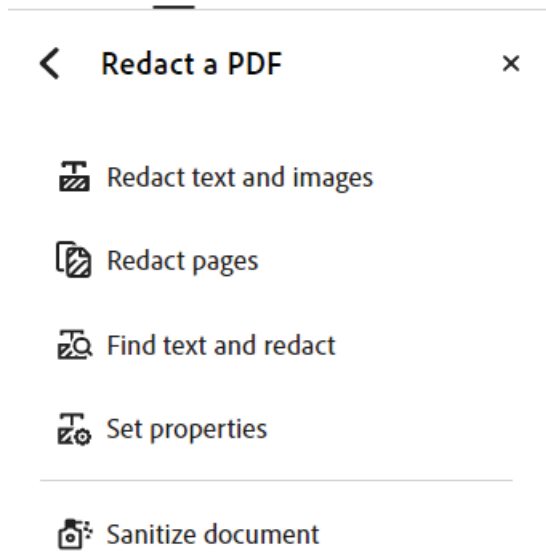 Redact a PDF
Redact text and images
Redact pages
Find text and redact
Set properties
Sanitize document